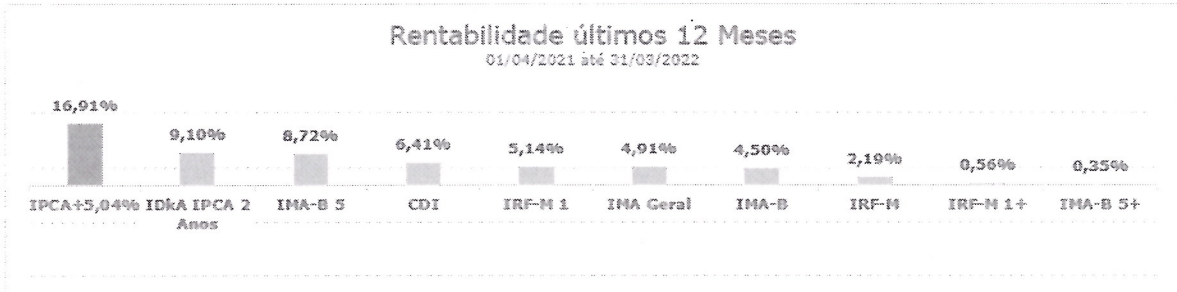 Rentabilidade últimos 12 Meses
01/04/2021 até 31/03/2022
16,91%
9,10%
8,72%
6,41%
5,14%
4,91%
4,50%
2,19%
0,56%
0,35%
IPCA+5,04% IDkA IPCA 2 IMA-B 5 CDI IRF-M 1 IMA Geral IMA-B IRF-M IRF-M 1+ IMA-B 5+
Anos